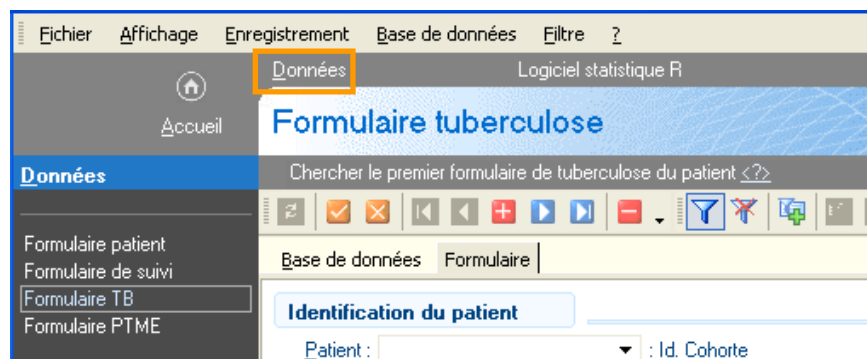 Fichier Affichage Enregistrement Base de données Filtre ?
Données Logiciel statistique R
Accueil
Formulaire tuberculose
Données
Chercher le premier formulaire de tuberculose du patient <?>
Formulaire patient
Formulaire de suivi
Formulaire TB
Formulaire PTME
Base de données Formulaire
Identification du patient
Patient : : Id. Cohorte